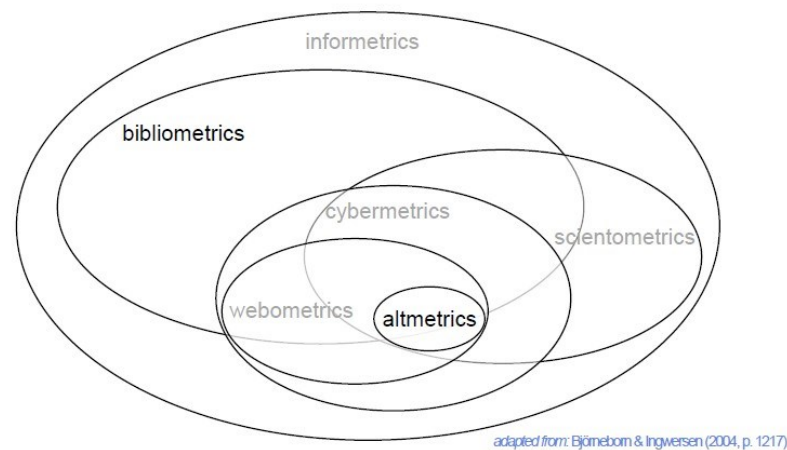 informetrics
bibliometrics
cybermetrics
scientometrics
webometrics
altmetrics
adapted from: Björneborn & Ingwersen (2004, p. 1217)